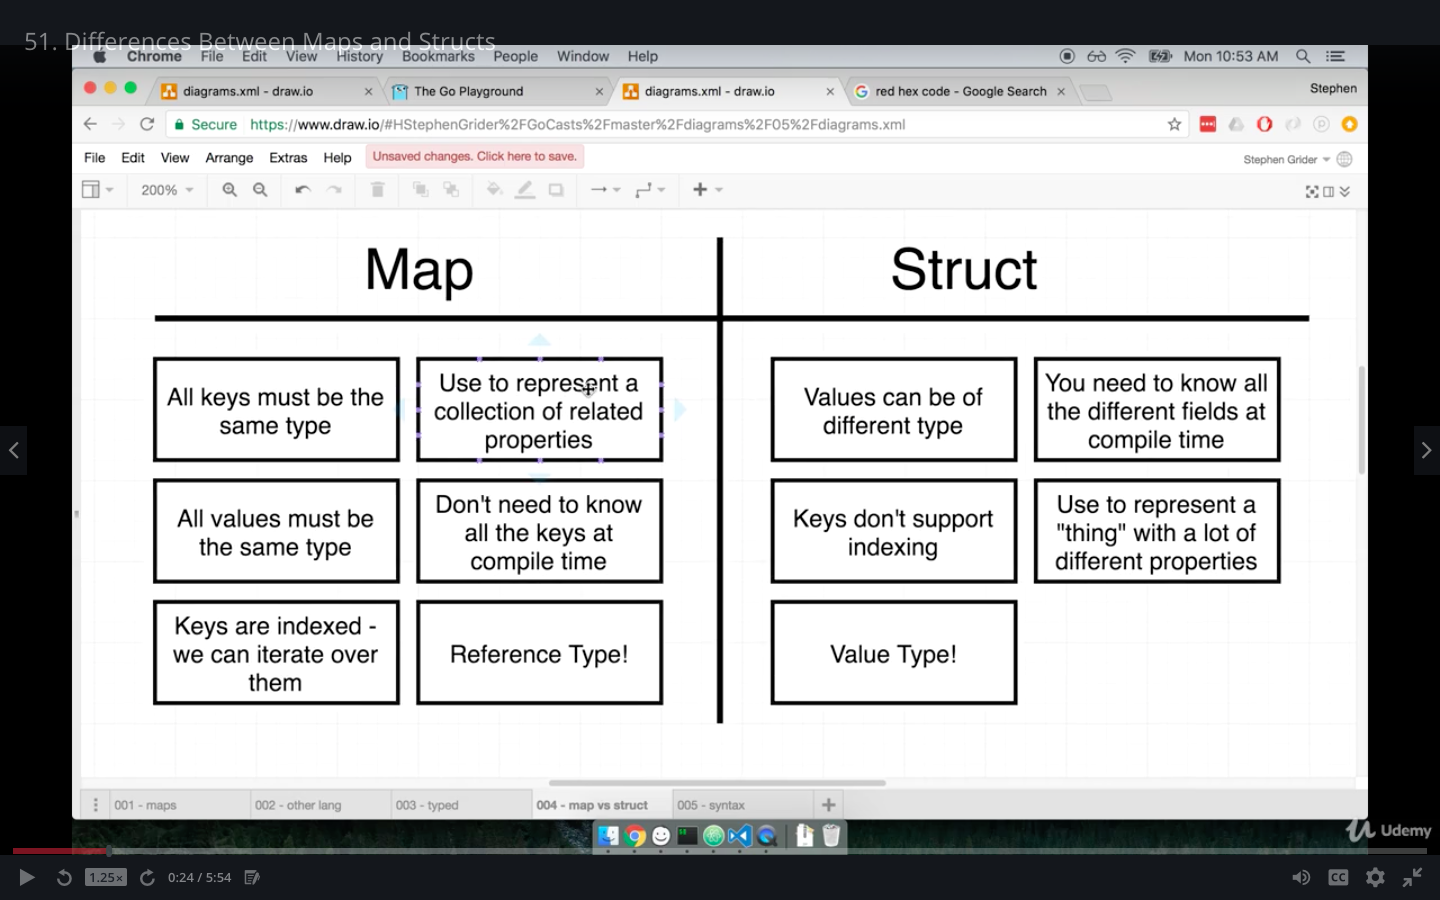 51. Differences Between Maps and Structs
Chrome File Edit View History Bookmarks People Window Help Mon 10:53 AM
diagrams.xml - draw.io The Go Playground diagrams.xml - draw.io red hex code - Google Search Stephen
Secure https://www.draw.io/#HStephenGrider%2FGoCasts%2Fmaster%2Fdiagrams%2F05%2Fdiagrams.xml
File Edit View Arrange Extras Help Unsaved changes. Click here to save. Stephen Grider
200%
Map
Struct
All keys must be the
same type
Use to represent a
collection of related
properties
Values can be of
different type
You need to know all
the different fields at
compile time
All values must be
the same type
Don't need to know
all the keys at
compile time
Keys don't support
indexing
Use to represent a
"thing" with a lot of
different properties
Keys are indexed -
we can iterate over
them
Reference Type!
Value Type!
001 - maps 002 - other lang 003 - typed 004 - map vs struct 005 - syntax
Udemy
1.25x 0:24 / 5:54 CC